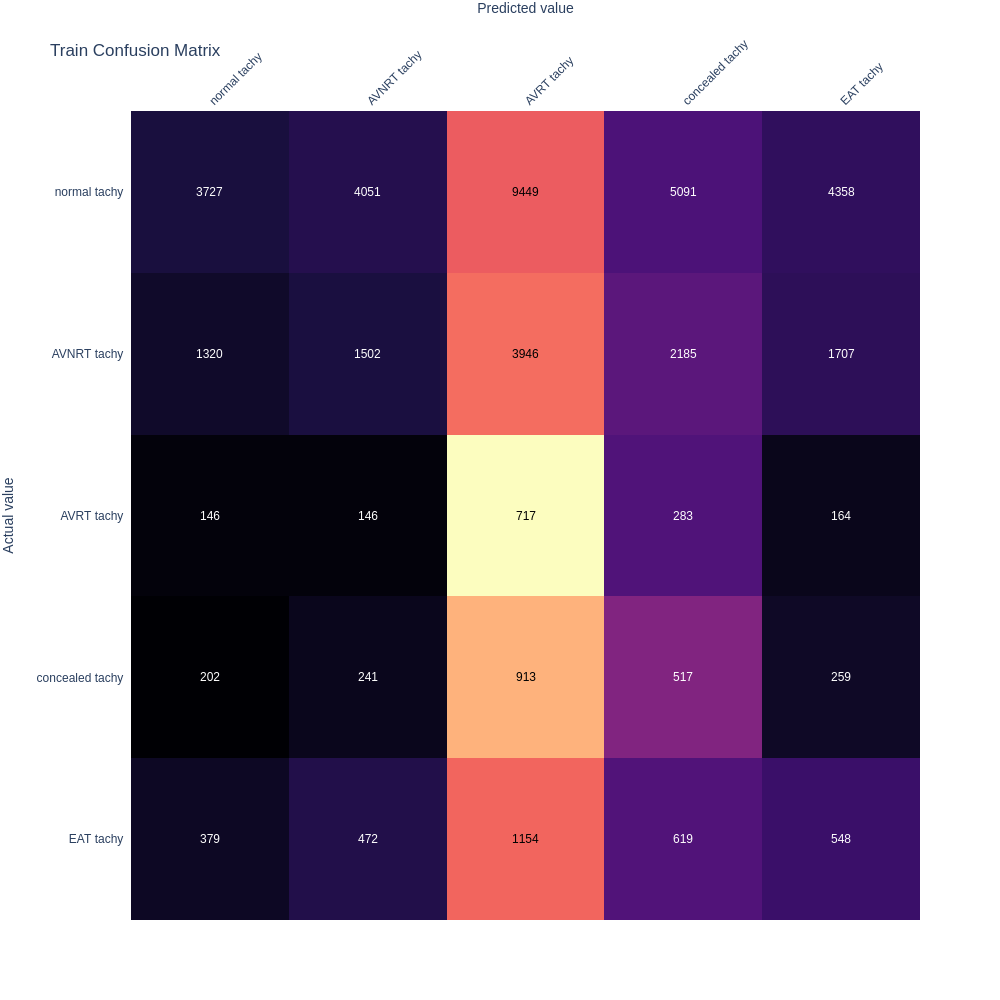 Predicted value
Train Confusion Matrix
normal tachy AVNRT tachy AVRT tachy concealed tachy EAT tachy
Actual value
normal tachy 3727 4051 9449 5091 4358
AVNRT tachy 1320 1502 3946 2185 1707
AVRT tachy 146 146 717 283 164
concealed tachy 202 241 913 517 259
EAT tachy 379 472 1154 619 548